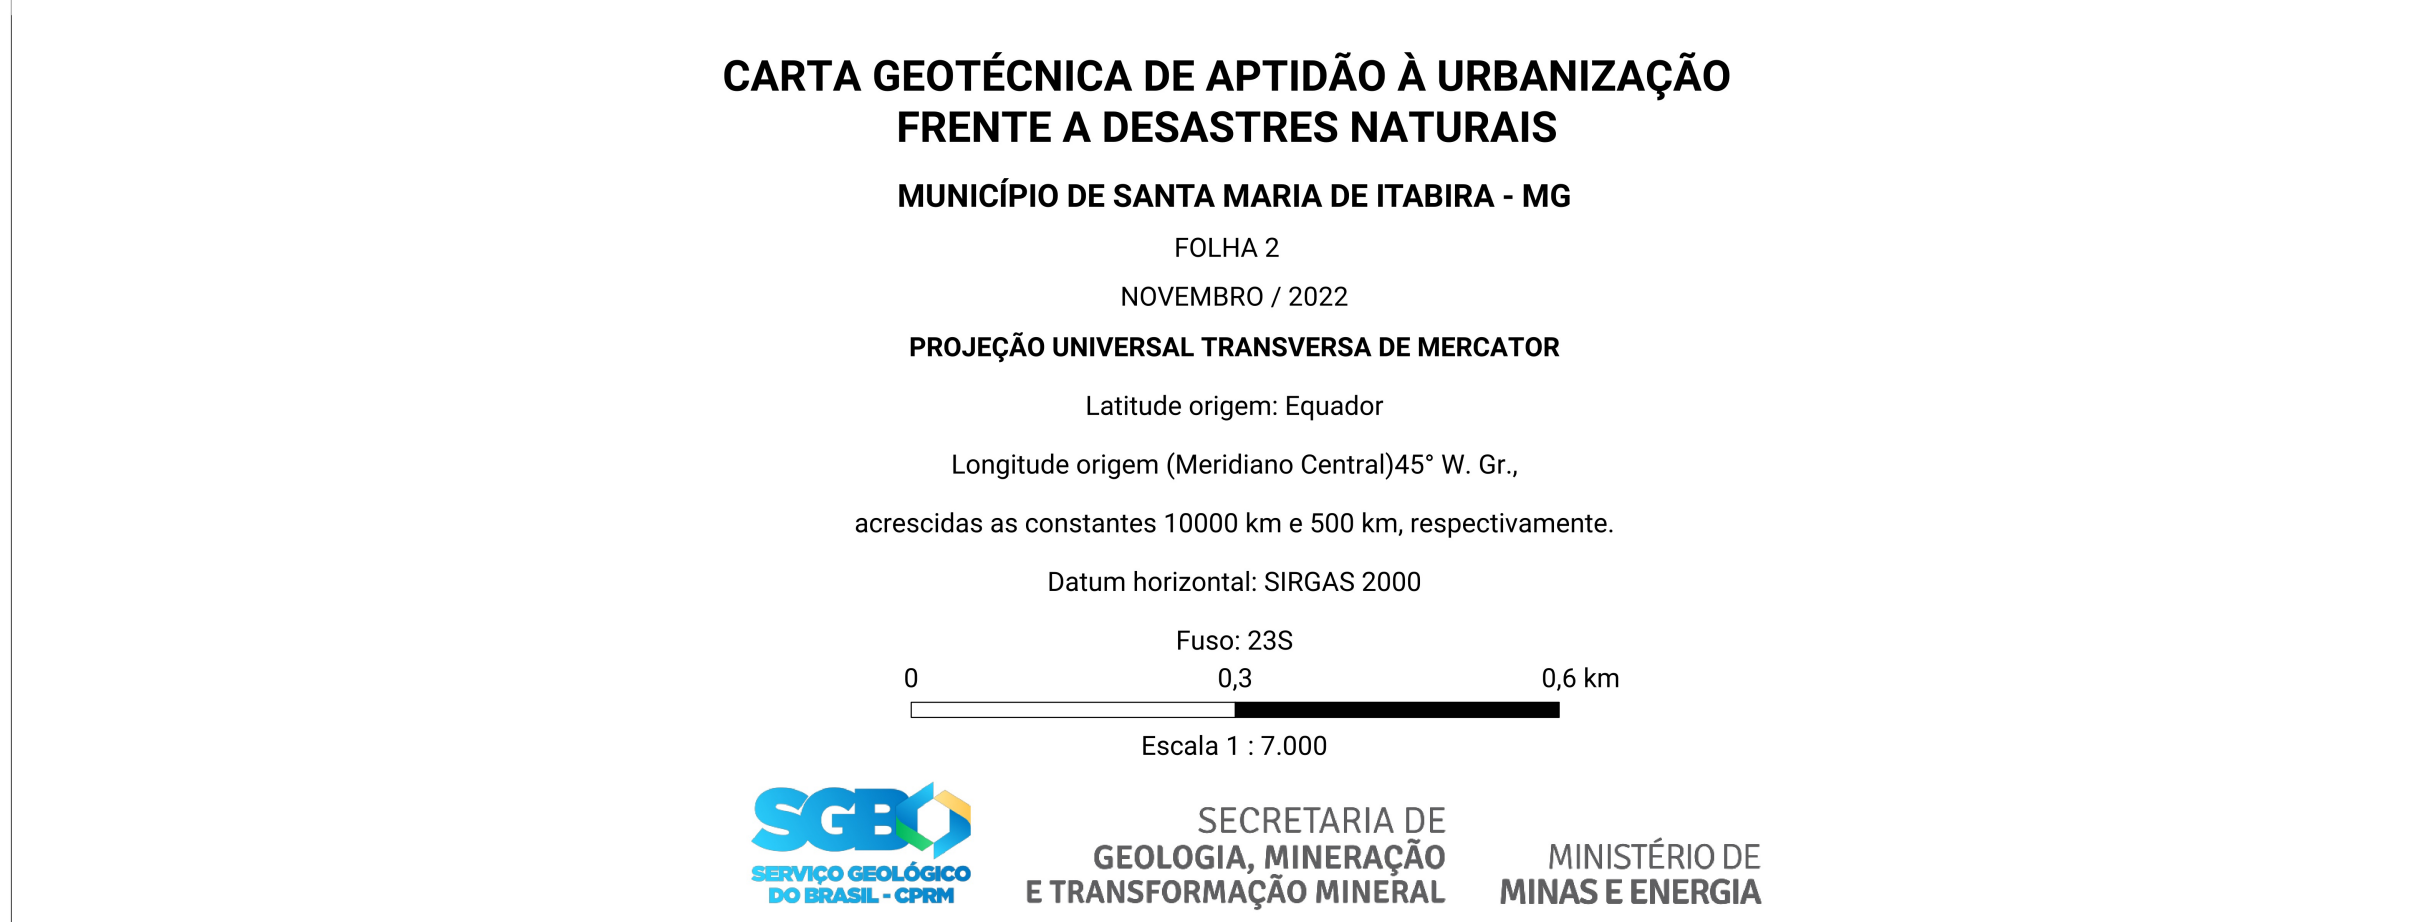 CARTA GEOTÉCNICA DE APTIDÃO À URBANIZAÇÃO
FRENTE A DESASTRES NATURAIS
MUNICÍPIO DE SANTA MARIA DE ITABIRA - MG
FOLHA 2
NOVEMBRO / 2022
PROJEÇÃO UNIVERSAL TRANSVERSA DE MERCATOR
Latitude origem: Equador
Longitude origem (Meridiano Central)45° W. Gr.,
acrescidas as constantes 10000 km e 500 km, respectivamente.
Datum horizontal: SIRGAS 2000
Fuso: 23S
0 0,3 0,6 km
Escala 1 : 7.000
SGB
SERVIÇO GEOLÓGICO
DO BRASIL - CPRM
SECRETARIA DE
GEOLOGIA, MINERAÇÃO
E TRANSFORMAÇÃO MINERAL
MINISTÉRIO DE
MINAS E ENERGIA